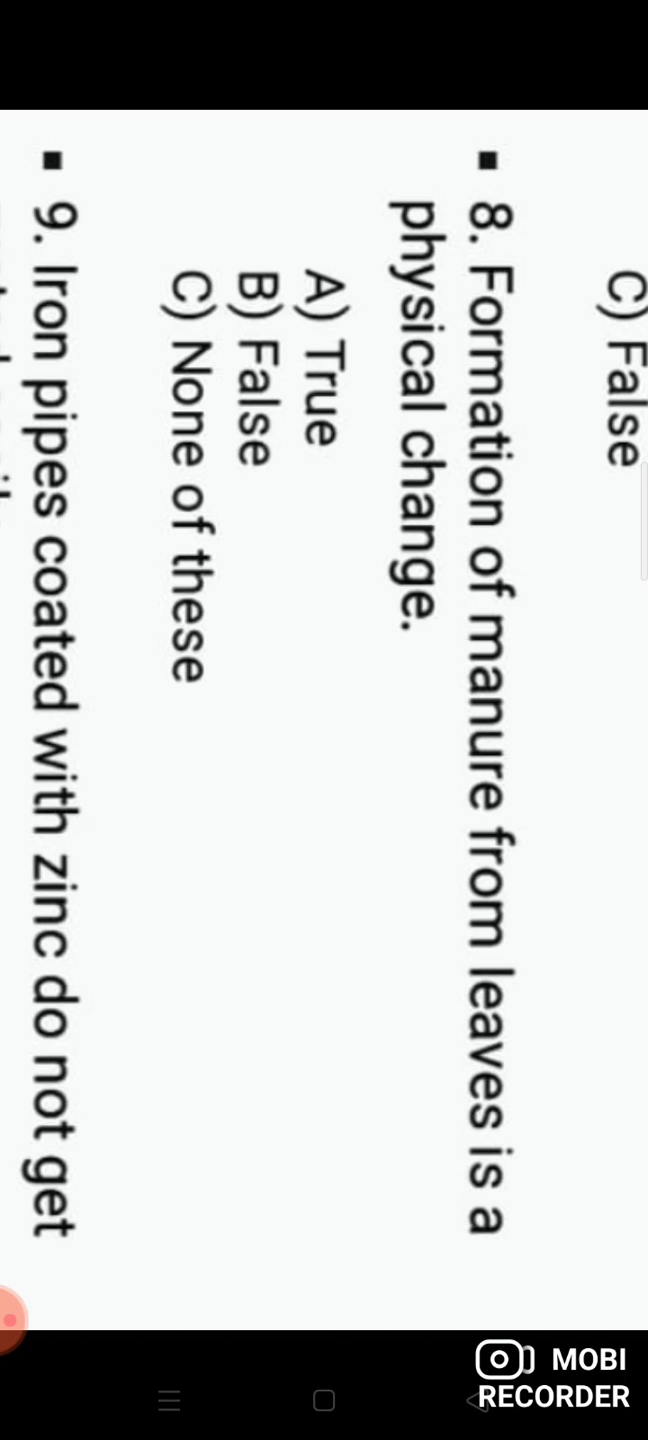 C) False
▪ 8. Formation of manure from leaves is a
physical change.
A) True
B) False
C) None of these
▪ 9. Iron pipes coated with zinc do not get
MOBI
RECORDER